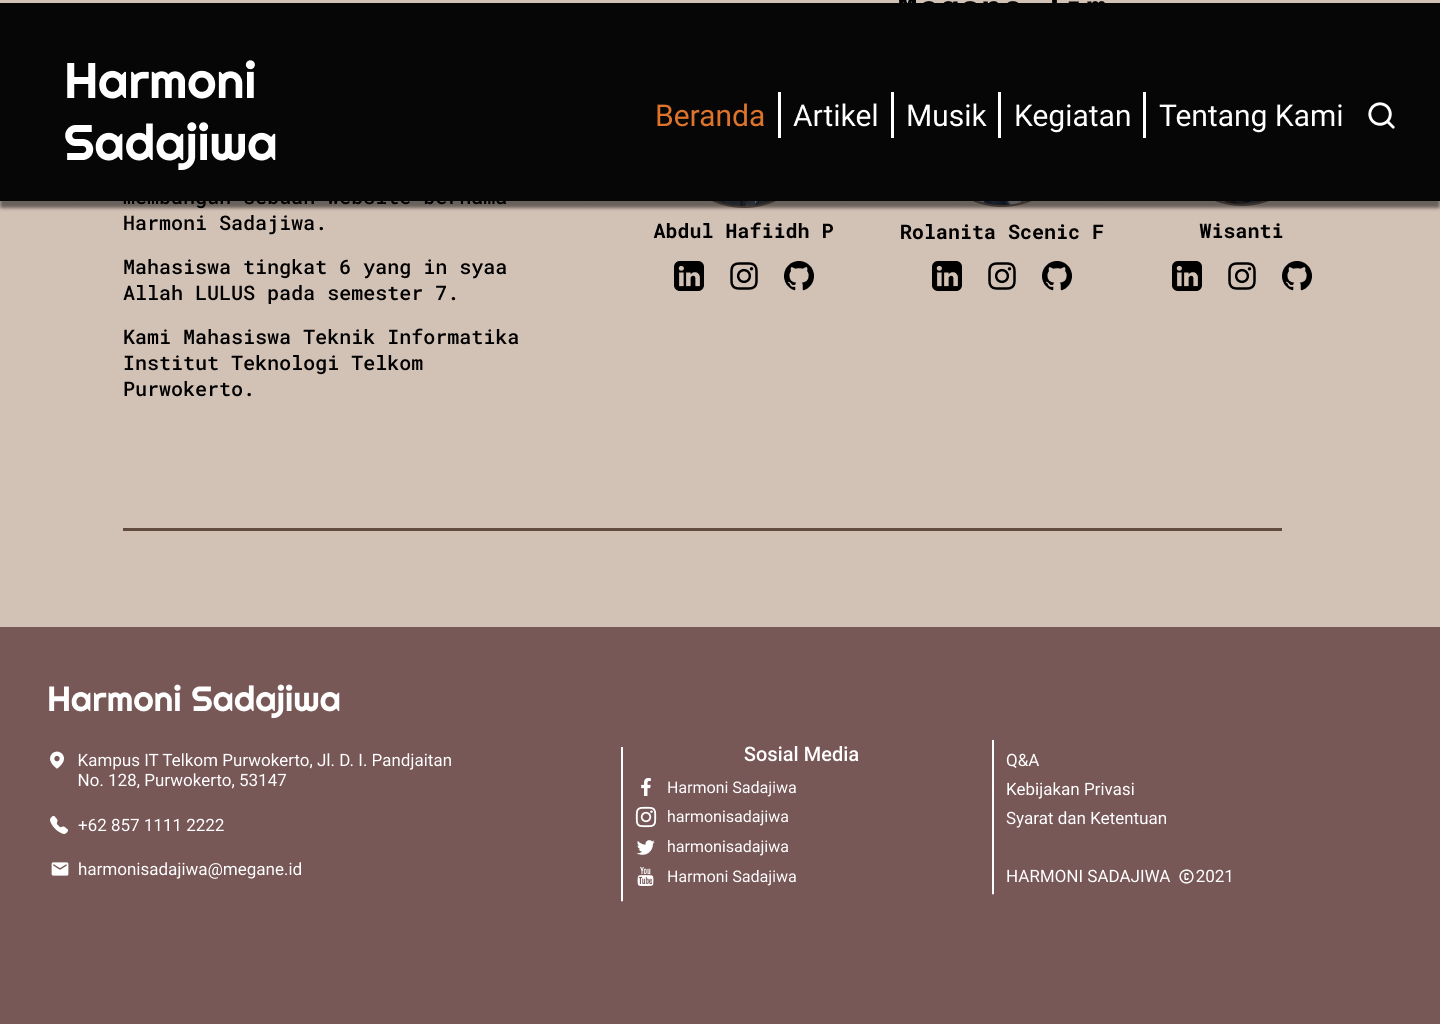 Harmoni
Sadajiwa
Beranda
Artikel
Musik
Kegiatan
Tentang Kami
Harmoni Sadajiwa.
Mahasiswa tingkat 6 yang in syaa
Allah LULUS pada semester 7.
Kami Mahasiswa Teknik Informatika
Institut Teknologi Telkom
Purwokerto.
Abdul Hafiidh P
Rolanita Scenic F
Wisanti
Harmoni Sadajiwa
Kampus IT Telkom Purwokerto, Jl. D. I. Pandjaitan
No. 128, Purwokerto, 53147
+62 857 1111 2222
harmonisadajiwa@megane.id
Sosial Media
Harmoni Sadajiwa
harmonisadajiwa
harmonisadajiwa
Harmoni Sadajiwa
Q&A
Kebijakan Privasi
Syarat dan Ketentuan
HARMONI SADAJIWA ©2021